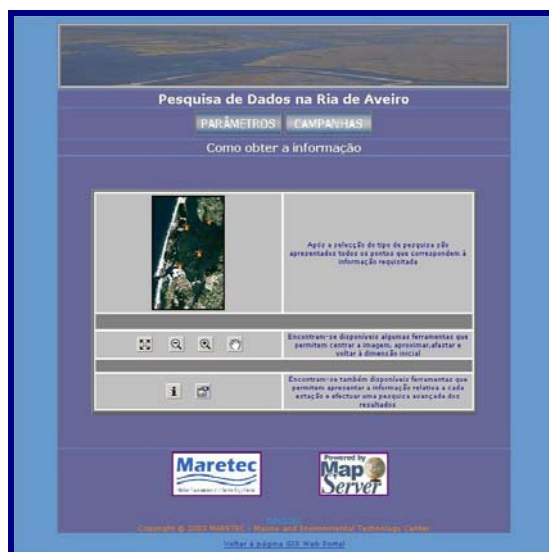 Pesquisa de Dados na Ria de Aveiro
PARÂMETROS CAMPANHAS
Como obter a informação
Após a selecção do tipo de pesquisa são
apresentados todos os pontos que correspondem à
informação requisitada
Encontram-se disponíveis algumas ferramentas que
permitem centrar a imagem, aproximar,afastar e
voltar à dimensão inicial
Encontram-se também disponíveis ferramentas que
permitem apresentar a informação relativa a cada
estação e efectuar uma pesquisa avançada dos
resultados
Maretec
Powered by
Map
Server
Copyright © 2003 MARETEC - Marine and Environmental Technology Center
Voltar à página GIS Web Portal